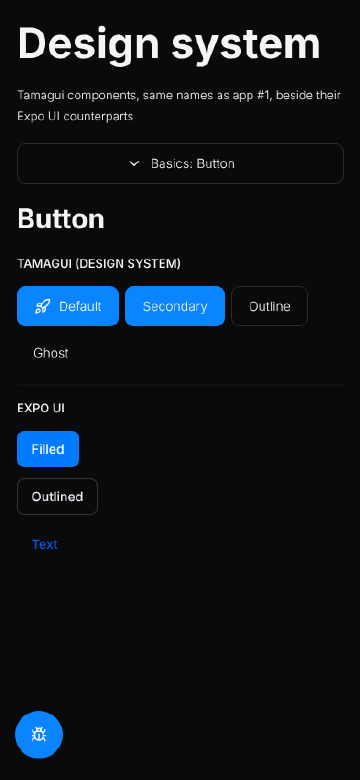 Design system
Tamagui components, same names as app #1, beside their
Expo UI counterparts
Basics: Button
Button
TAMAGUI (DESIGN SYSTEM)
Default
Secondary
Outline
Ghost
EXPO UI
Filled
Outlined
Text